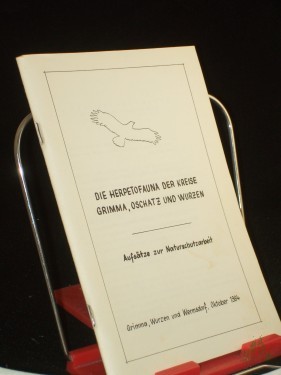 DIE HERPETOFAUNA DER KREISE
GRIMMA, OSCHATZ UND WURZEN
Aufsätze zur Naturschutzarbeit
Grimma, Wurzen und Wermsdorf, Oktober 1984